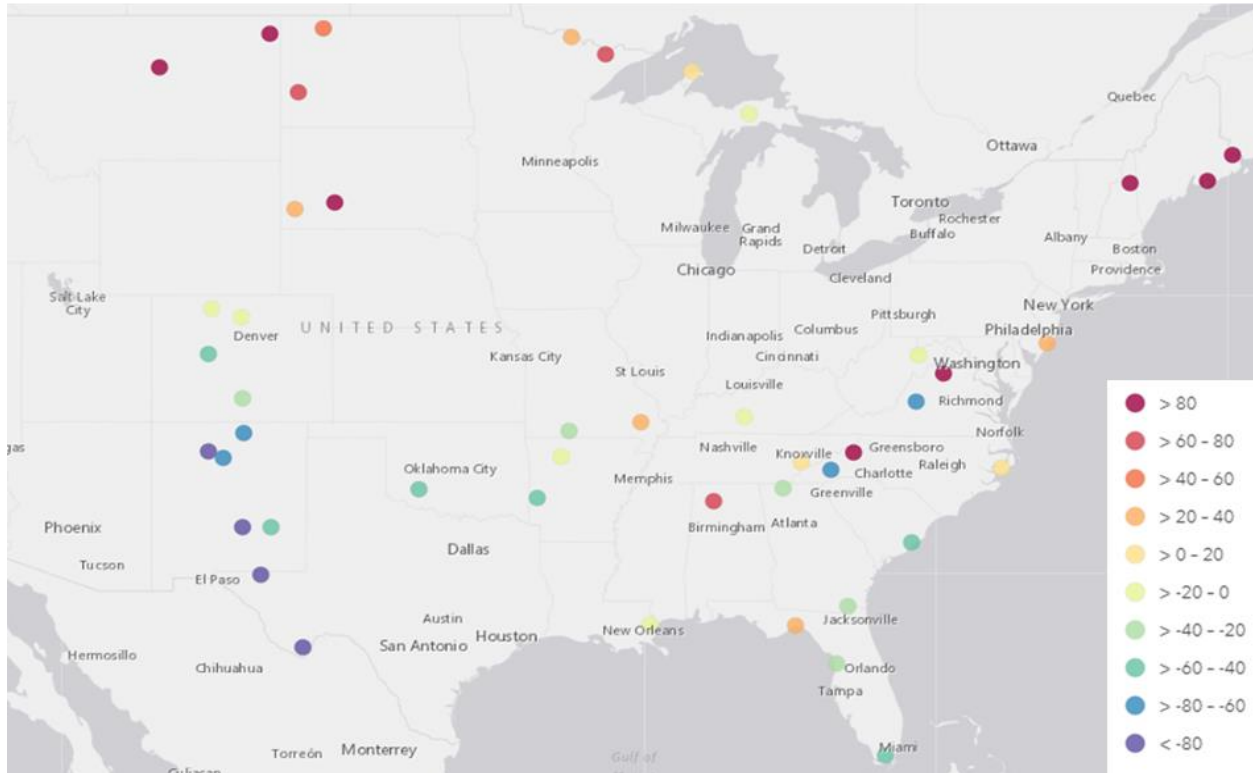 Quebec
Ottawa
Minneapolis
Toronto
Rochester
Milwaukee
Grand
Rapids
Buffalo
Albany
Detroit
Boston
Chicago
Cleveland
Providence
Salt Lake
City
New York
Pittsburgh
UNITED STATES
Denver
Indianapolis
Columbus
Philadelphia
Kansas City
Cincinnati
Washington
St Louis
Louisville
Richmond
Norfolk
gas
Nashville
Knoxville
Greensboro
Oklahoma City
Charlotte
Raleigh
Memphis
Greenville
Phoenix
Birmingham
Atlanta
Dallas
Tucson
El Paso
Austin
Jacksonville
Houston
New Orleans
San Antonio
Hermosillo
Chihuahua
Orlando
Tampa
Miami
Torreón
Monterrey
Gulf of
Culiacan
> 80
> 60 - 80
> 40 - 60
> 20 - 40
> 0 - 20
> -20 - 0
> -40 - -20
> -60 - -40
> -80 - -60
< -80